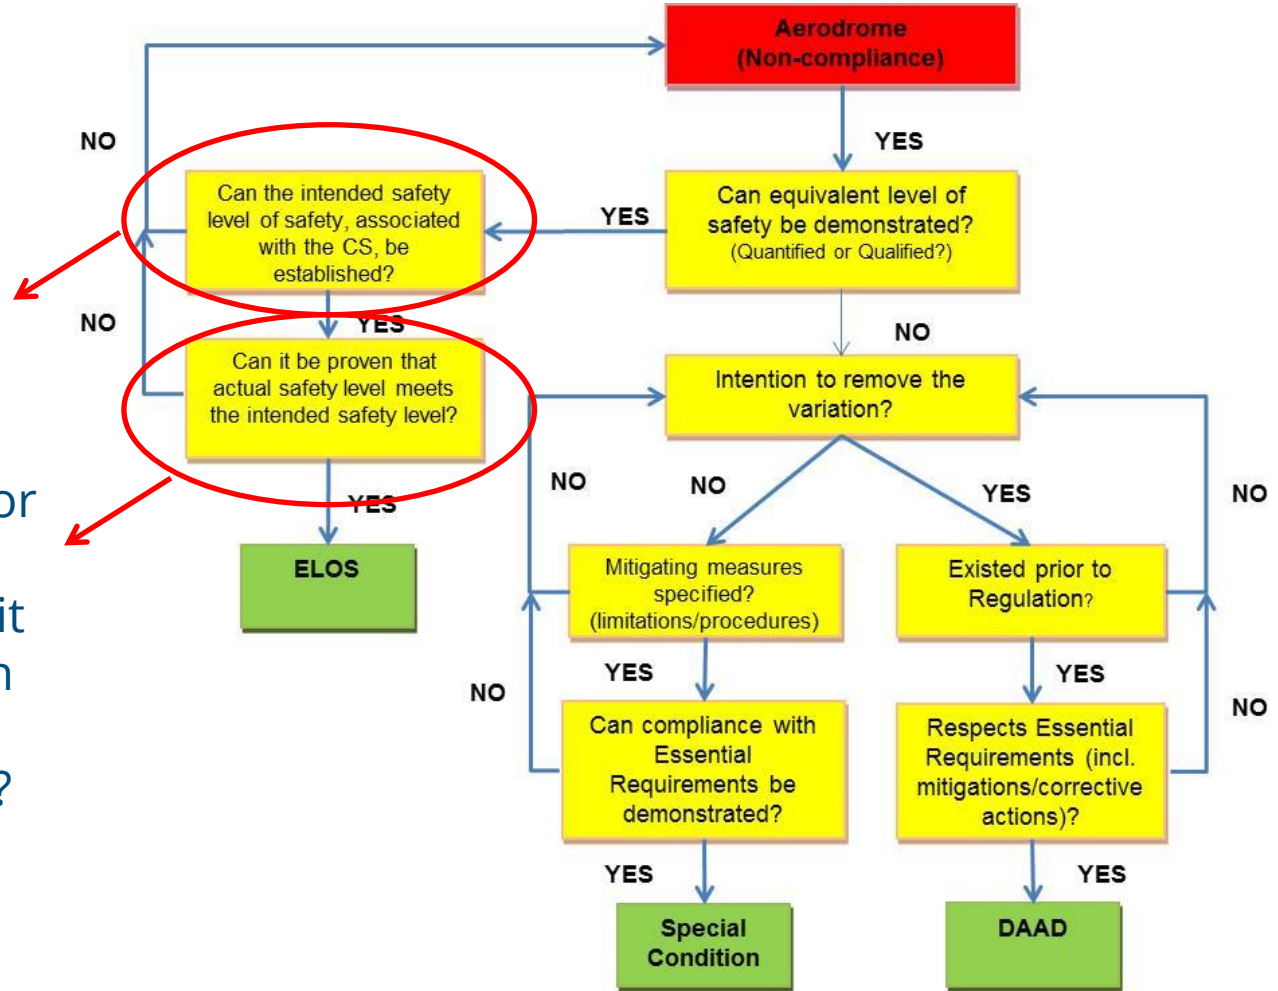 Aerodrome
(Non-compliance)
NO
YES
Can the intended safety
level of safety, associated
with the CS, be
established?
YES
Can equivalent level of
safety be demonstrated?
(Quantified or Qualified?)
NO
YES
NO
Can it be proven that
actual safety level meets
the intended safety level?
Intention to remove the
variation?
or
it
n
?
YES
NO
NO
YES
NO
ELOS
Mitigating measures
specified?
(limitations/procedures)
Existed prior to
Regulation?
NO
YES
YES
NO
Can compliance with
Essential
Requirements be
demonstrated?
Respects Essential
Requirements (incl.
mitigations/corrective
actions)?
YES
YES
Special
Condition
DAAD